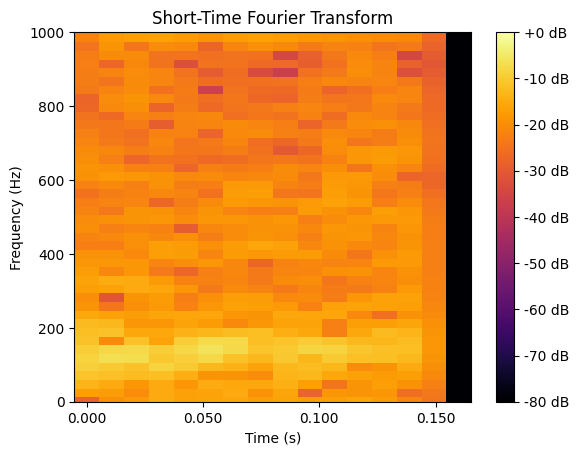 Short-Time Fourier Transform
1000
800
600
400
200
0
Frequency (Hz)
0.000
0.050
0.100
0.150
Time (s)
+0 dB
-10 dB
-20 dB
-30 dB
-40 dB
-50 dB
-60 dB
-70 dB
-80 dB